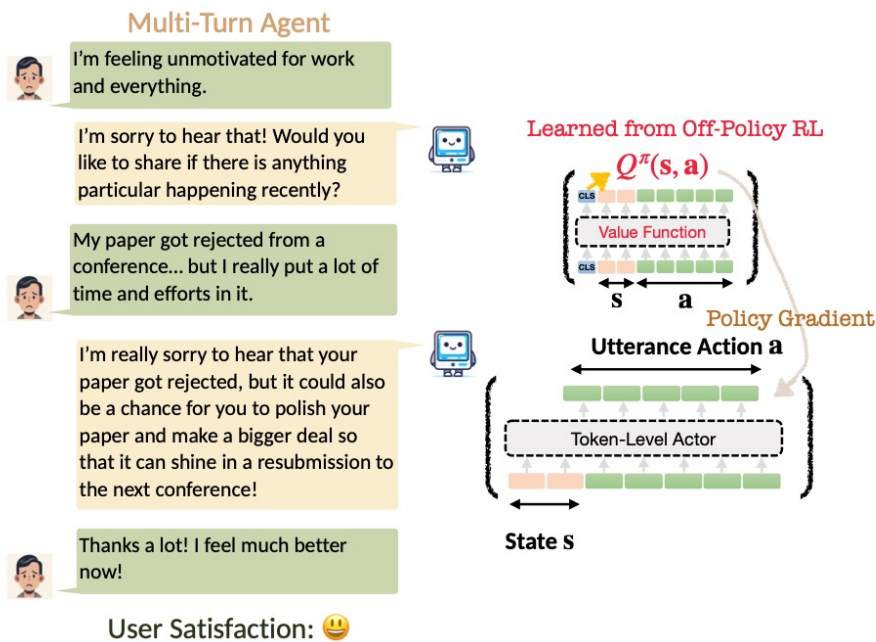 Multi-Turn Agent
I'm feeling unmotivated for work
and everything.
I'm sorry to hear that! Would you
like to share if there is anything
particular happening recently?
My paper got rejected from a
conference... but I really put a lot of
time and efforts in it.
I'm really sorry to hear that your
paper got rejected, but it could also
be a chance for you to polish your
paper and make a bigger deal so
that it can shine in a resubmission to
the next conference!
Thanks a lot! I feel much better
now!
User Satisfaction: 😃
Learned from Off-Policy RL
Q^π(s, a)
CLS
Value Function
CLS
s a
Policy Gradient
Utterance Action a
Token-Level Actor
State s